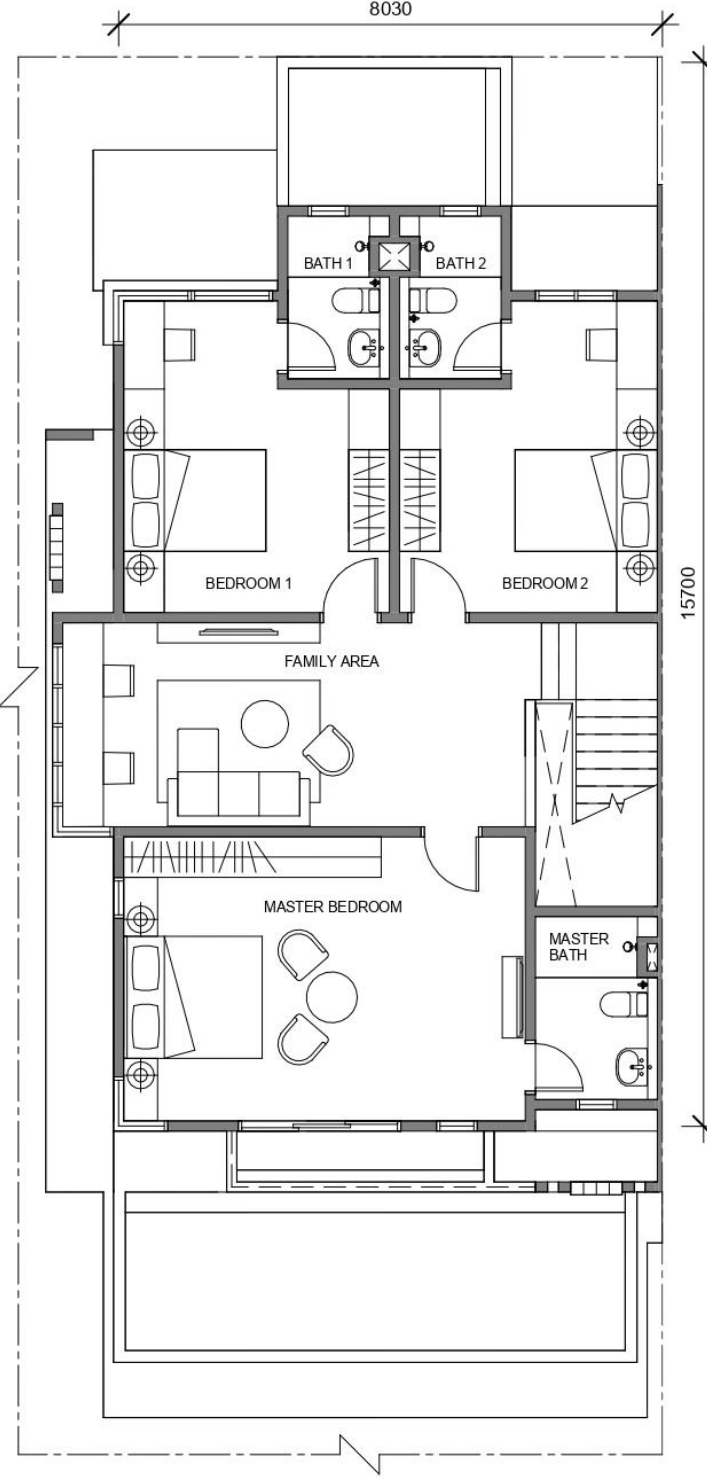 8030
BATH 1
BATH 2
BEDROOM 1
BEDROOM 2
15700
FAMILY AREA
MASTER BEDROOM
MASTER
BATH